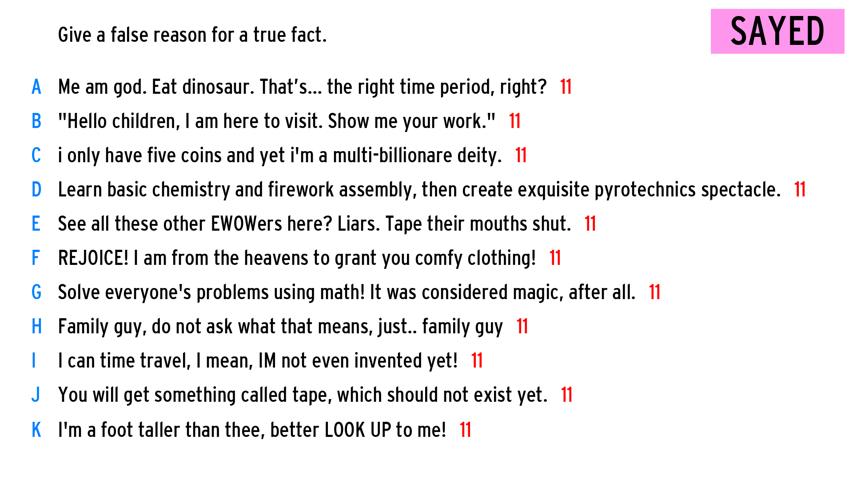 Give a false reason for a true fact.
SAYED
A Me am god. Eat dinosaur. That's... the right time period, right? 11
B "Hello children, I am here to visit. Show me your work." 11
C i only have five coins and yet i'm a multi-billionare deity. 11
D Learn basic chemistry and firework assembly, then create exquisite pyrotechnics spectacle. 11
E See all these other EWOWers here? Liars. Tape their mouths shut. 11
F REJOICE! I am from the heavens to grant you comfy clothing! 11
G Solve everyone's problems using math! It was considered magic, after all. 11
H Family guy, do not ask what that means, just.. family guy 11
I I can time travel, I mean, IM not even invented yet! 11
J You will get something called tape, which should not exist yet. 11
K I'm a foot taller than thee, better LOOK UP to me! 11